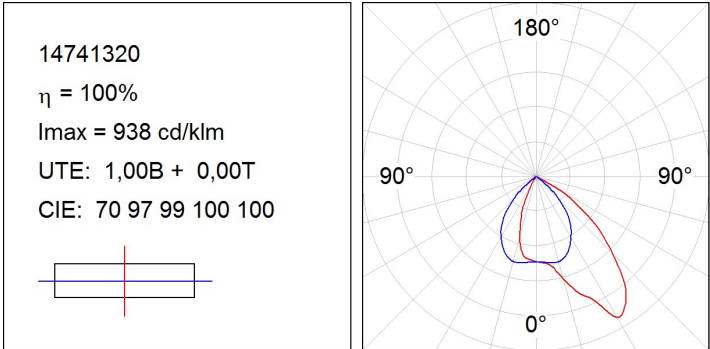 14741320
η = 100%
Imax = 938 cd/klm
UTE: 1,00B + 0,00T
CIE: 70 97 99 100 100
180°
90° 90°
0°